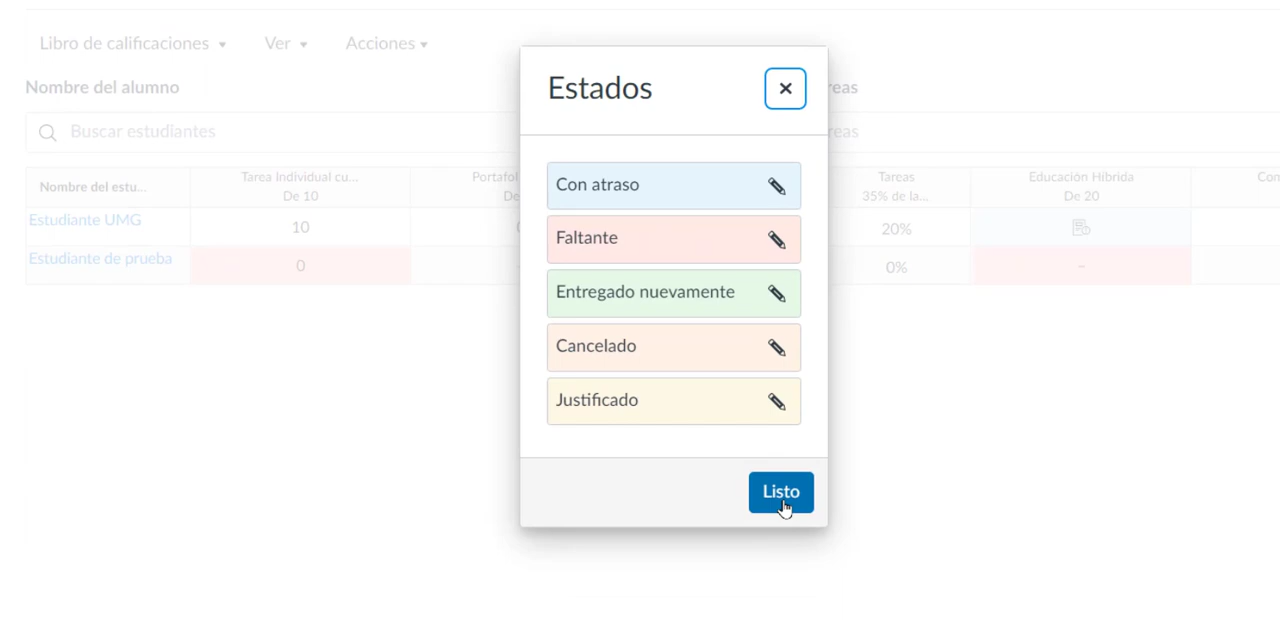 Libro de calificaciones
Ver
Acciones
Nombre del alumno
Buscar estudiantes
Nombre del estu...
Tarea Individual cu...
De 10
Estudiante UMG
10
Estudiante de prueba
0
Estados
Con atraso
Faltante
Entregado nuevamente
Cancelado
Justificado
Listo
Tareas
35% de la...
20%
0%
Educación Híbrida
De 20
–